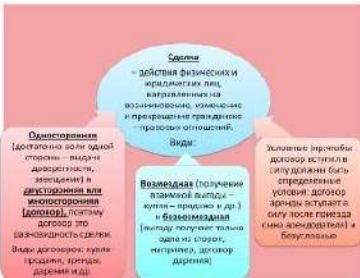 Сделка
– действия физических и
юридических лиц,
направленных на
возникновение, изменение
и прекращение гражданско
– правовых отношений.
Виды:
Односторонняя
(достаточно воли одной
стороны – выдача
доверенности,
завещание) и
двусторонняя или
многосторонняя
(договор), поэтому
договор это
разновидность сделки.
Виды договоров: купля -
продажи, аренды,
дарения и др.
Возмездная (получение
взаимной выгоды –
купля – продажа и др.)
и безвозмездная
(выгоду получает только
одна из сторон,
например, договор
дарения)
Условные (чтобы
договор вступил в
силу должны быть
определенные
условия: договор
аренды вступает в
силу после приезда
сына арендодателя) и
Безусловные